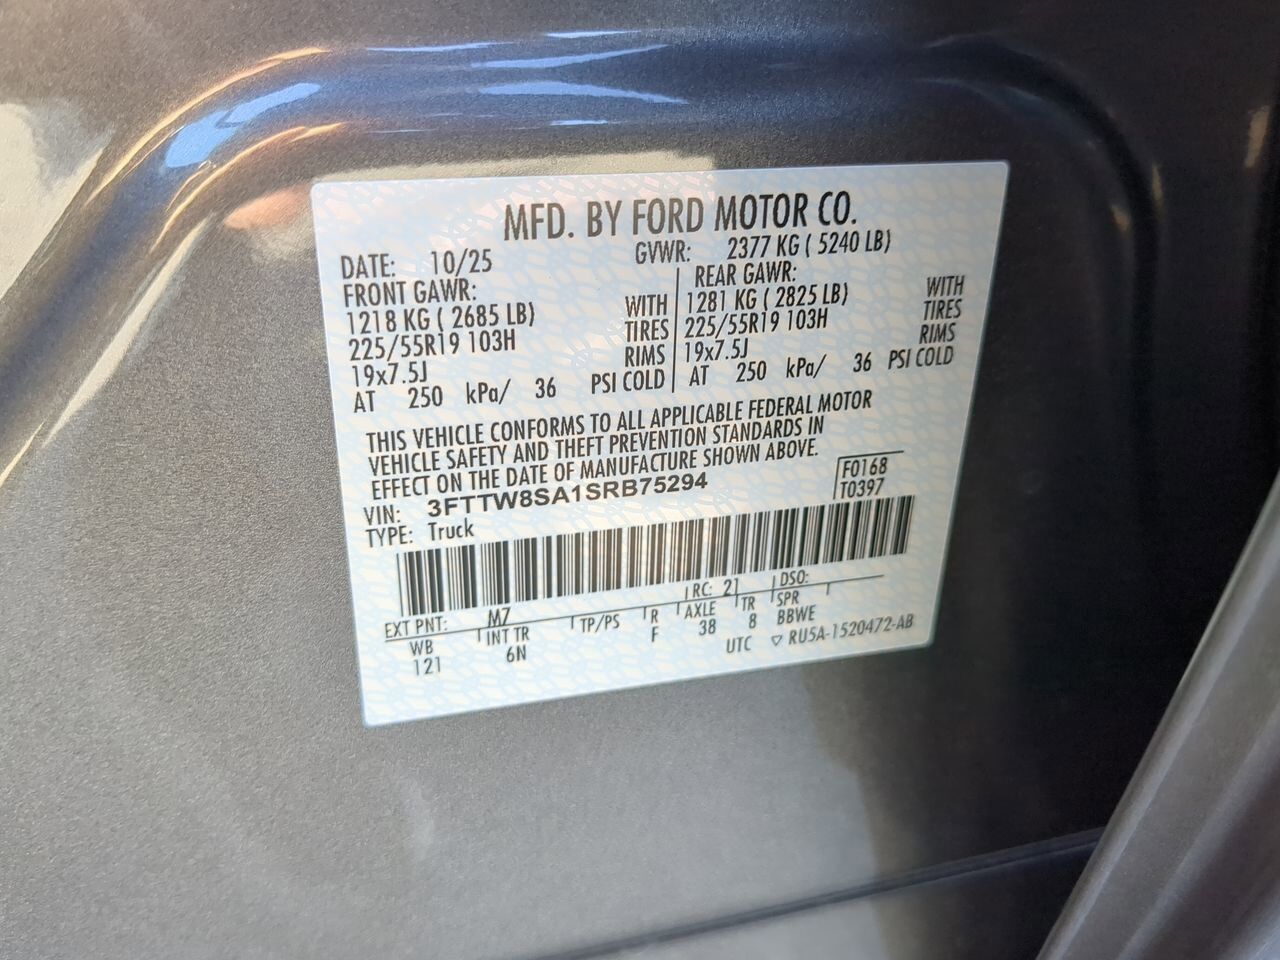 MFD. BY FORD MOTOR CO.
DATE: 10/25 GVWR: 2377 KG ( 5240 LB)
FRONT GAWR: REAR GAWR:
1218 KG ( 2685 LB) WITH 1281 KG ( 2825 LB) WITH
225/55R19 103H TIRES 225/55R19 103H TIRES
19x7.5J RIMS 19x7.5J RIMS
AT 250 kPa/ 36 PSI COLD AT 250 kPa/ 36 PSI COLD
THIS VEHICLE CONFORMS TO ALL APPLICABLE FEDERAL MOTOR
VEHICLE SAFETY AND THEFT PREVENTION STANDARDS IN
EFFECT ON THE DATE OF MANUFACTURE SHOWN ABOVE.
VIN: 3FTTW8SA1SRB75294 F0168
TYPE: Truck T0397
EXT PNT: M7 RC: 21 DSO:
WB INT TR TP/PS R AXLE TR SPR
121 6N F 38 8 BBWE
UTC ▽ RU5A-1520472-AB